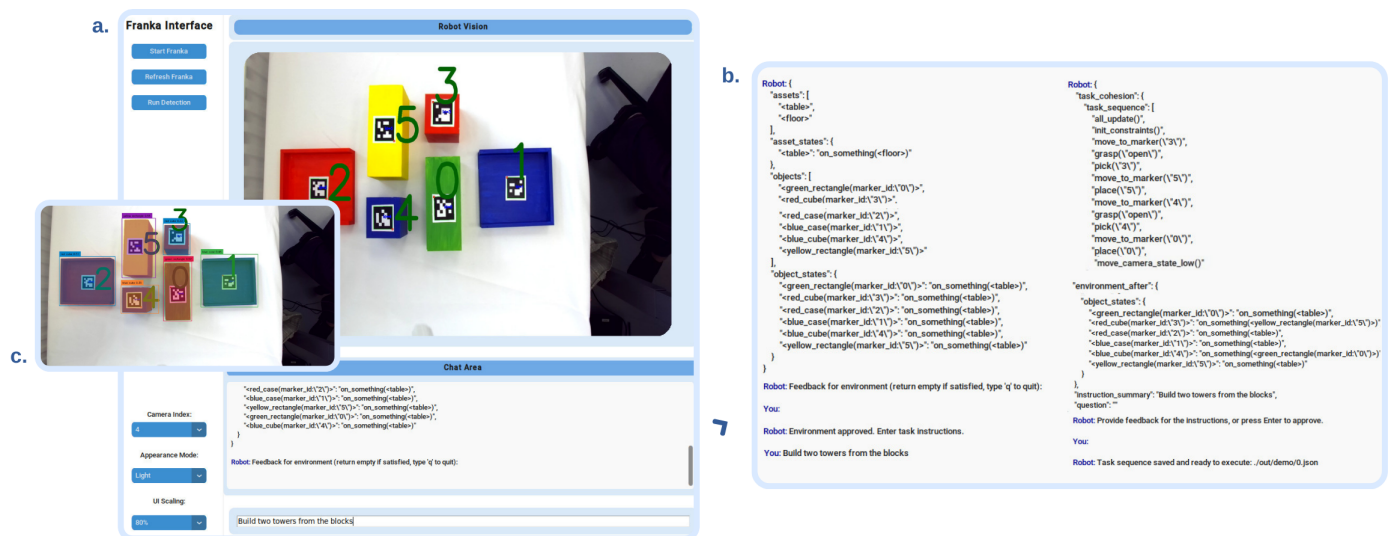 a.
Franka Interface
Start Franka
Refresh Franka
Run Detection
Robot Vision
3
5
2
0
1
4
c.
3
5
2
0
1
4
Chat Area
"<red_case(marker_id:\"2\")>": "on_something(<table>)",
"<blue_case(marker_id:\"1\")>": "on_something(<table>)",
"<yellow_rectangle(marker_id:\"5\")>": "on_something(<table>)",
"<green_rectangle(marker_id:\"0\")>": "on_something(<table>)",
"<blue_cube(marker_id:\"4\")>": "on_something(<table>)"
}
}
Robot: Feedback for environment (return empty if satisfied, type 'q' to quit):
Camera Index:
4
Appearance Mode:
Light
UI Scaling:
80%
Build two towers from the blocks
b.
Robot: {
"assets": [
"<table>",
"<floor>"
],
"asset_states": {
"<table>": "on_something(<floor>)"
},
"objects": [
"<green_rectangle(marker_id:\"0\")>",
"<red_cube(marker_id:\"3\")>",
"<red_case(marker_id:\"2\")>",
"<blue_case(marker_id:\"1\")>",
"<blue_cube(marker_id:\"4\")>",
"<yellow_rectangle(marker_id:\"5\")>"
],
"object_states": {
"<green_rectangle(marker_id:\"0\")>": "on_something(<table>)",
"<red_cube(marker_id:\"3\")>": "on_something(<table>)",
"<red_case(marker_id:\"2\")>": "on_something(<table>)",
"<blue_case(marker_id:\"1\")>": "on_something(<table>)",
"<blue_cube(marker_id:\"4\")>": "on_something(<table>)",
"<yellow_rectangle(marker_id:\"5\")>": "on_something(<table>)"
}
}
Robot: Feedback for environment (return empty if satisfied, type 'q' to quit):
You:
Robot: Environment approved. Enter task instructions.
You: Build two towers from the blocks
Robot: {
"task_cohesion": {
"task_sequence": [
"all_update()",
"init_constraints()",
"move_to_marker(\"3\")",
"grasp(\"open\")",
"pick(\"3\")",
"move_to_marker(\"5\")",
"place(\"5\")",
"move_to_marker(\"4\")",
"grasp(\"open\")",
"pick(\"4\")",
"move_to_marker(\"0\")",
"place(\"0\")",
"move_camera_state_low()"
"environment_after": {
"object_states": {
"<green_rectangle(marker_id:\"0\")>": "on_something(<table>)",
"<red_cube(marker_id:\"3\")>": "on_something(<yellow_rectangle(marker_id:\"5\")>)"
"<red_case(marker_id:\"2\")>": "on_something(<table>)",
"<blue_case(marker_id:\"1\")>": "on_something(<table>)",
"<blue_cube(marker_id:\"4\")>": "on_something(<green_rectangle(marker_id:\"0\")>)"
"<yellow_rectangle(marker_id:\"5\")>": "on_something(<table>)"
}
},
"instruction_summary": "Build two towers from the blocks",
"question": ""
Robot: Provide feedback for the instructions, or press Enter to approve.
You:
Robot: Task sequence saved and ready to execute: ./out/demo/0.json